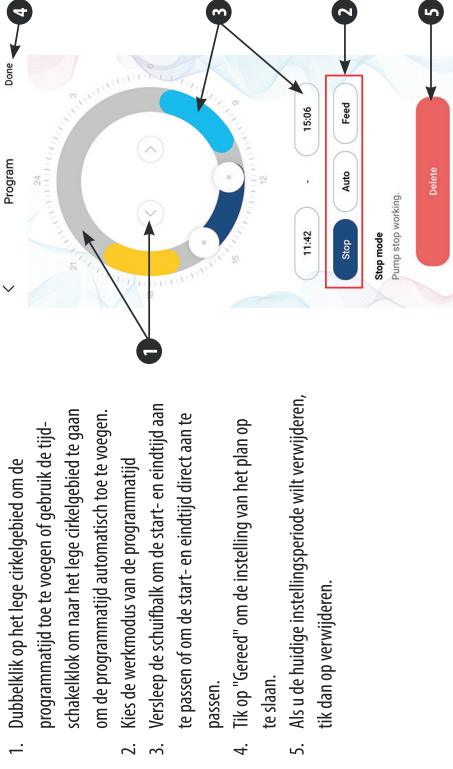 1. Dubbelklik op het lege cirkelgebied om de
programmatijd toe te voegen of gebruik de tijd-
schakelklok om naar het lege cirkelgebied te gaan
om de programmatijd automatisch toe te voegen.
2. Kies de werkmodus van de programmatijd
3. Versleep de schuifbalk om de start- en eindtijd aan
te passen of om de start- en eindtijd direct aan te
passen.
4. Tik op "Gereed" om de instelling van het plan op
te slaan.
5. Als u de huidige instellingsperiode wilt verwijderen,
tik dan op verwijderen.
Program
Done
4
24
3
21
9
15
12
3
1
11:42 - 15:06
Stop Auto Feed
2
Stop mode
Pump stop working.
Delete
5